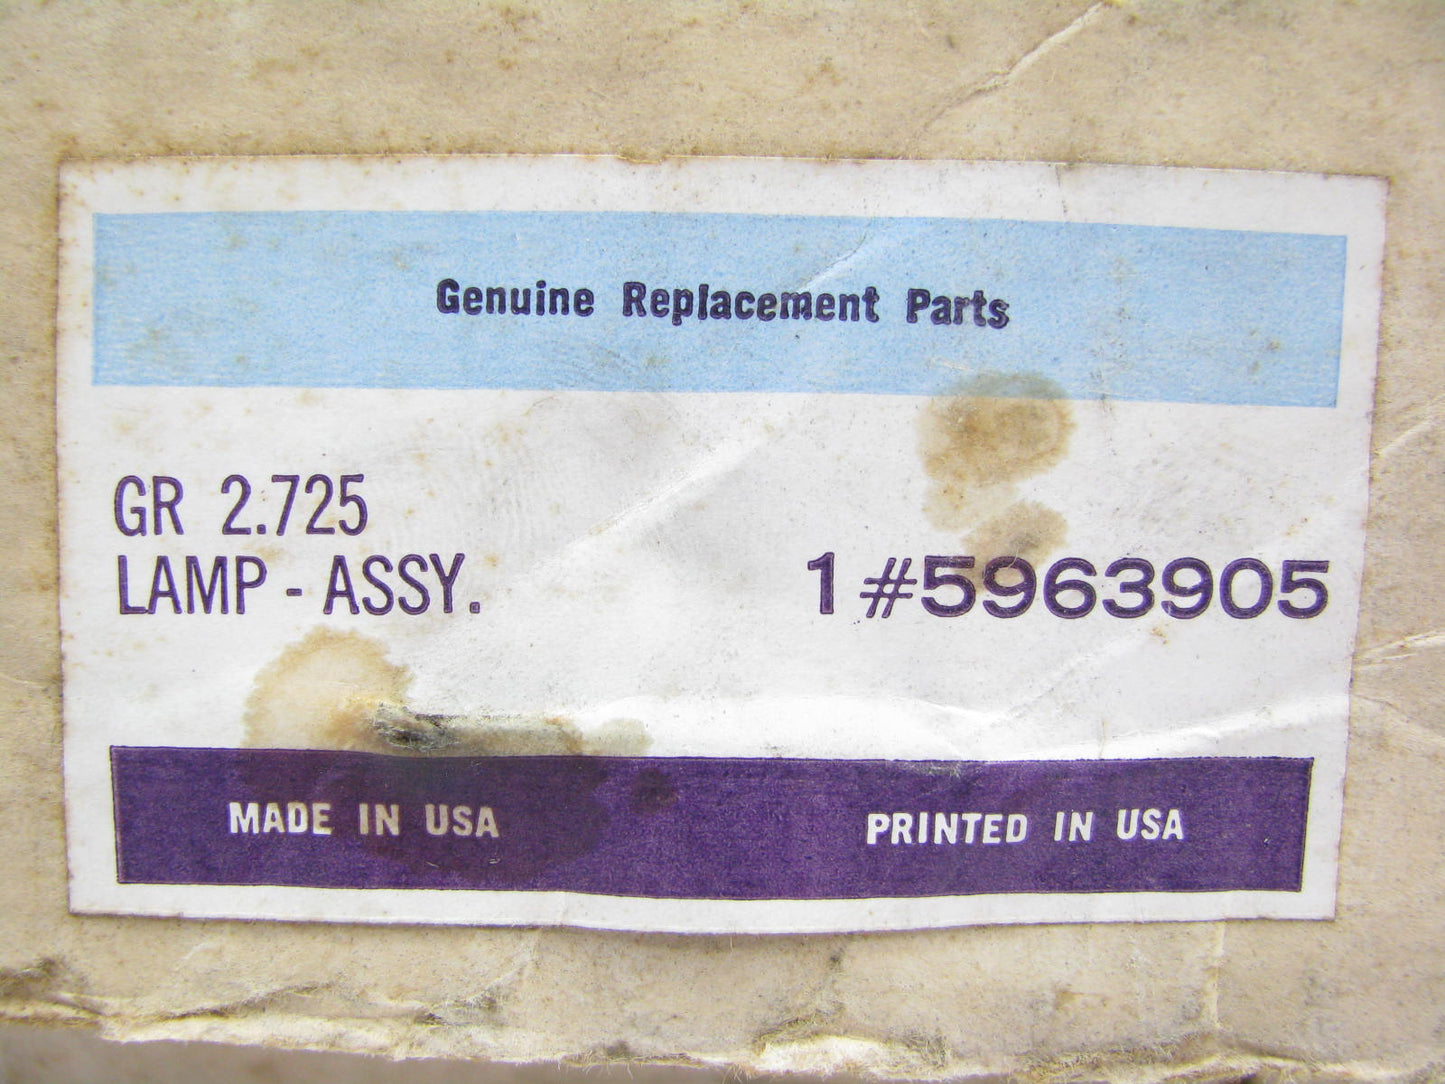 Genuine Replacement Parts
GR 2.725
LAMP - ASSY.
1 #5963905
MADE IN USA
PRINTED IN USA